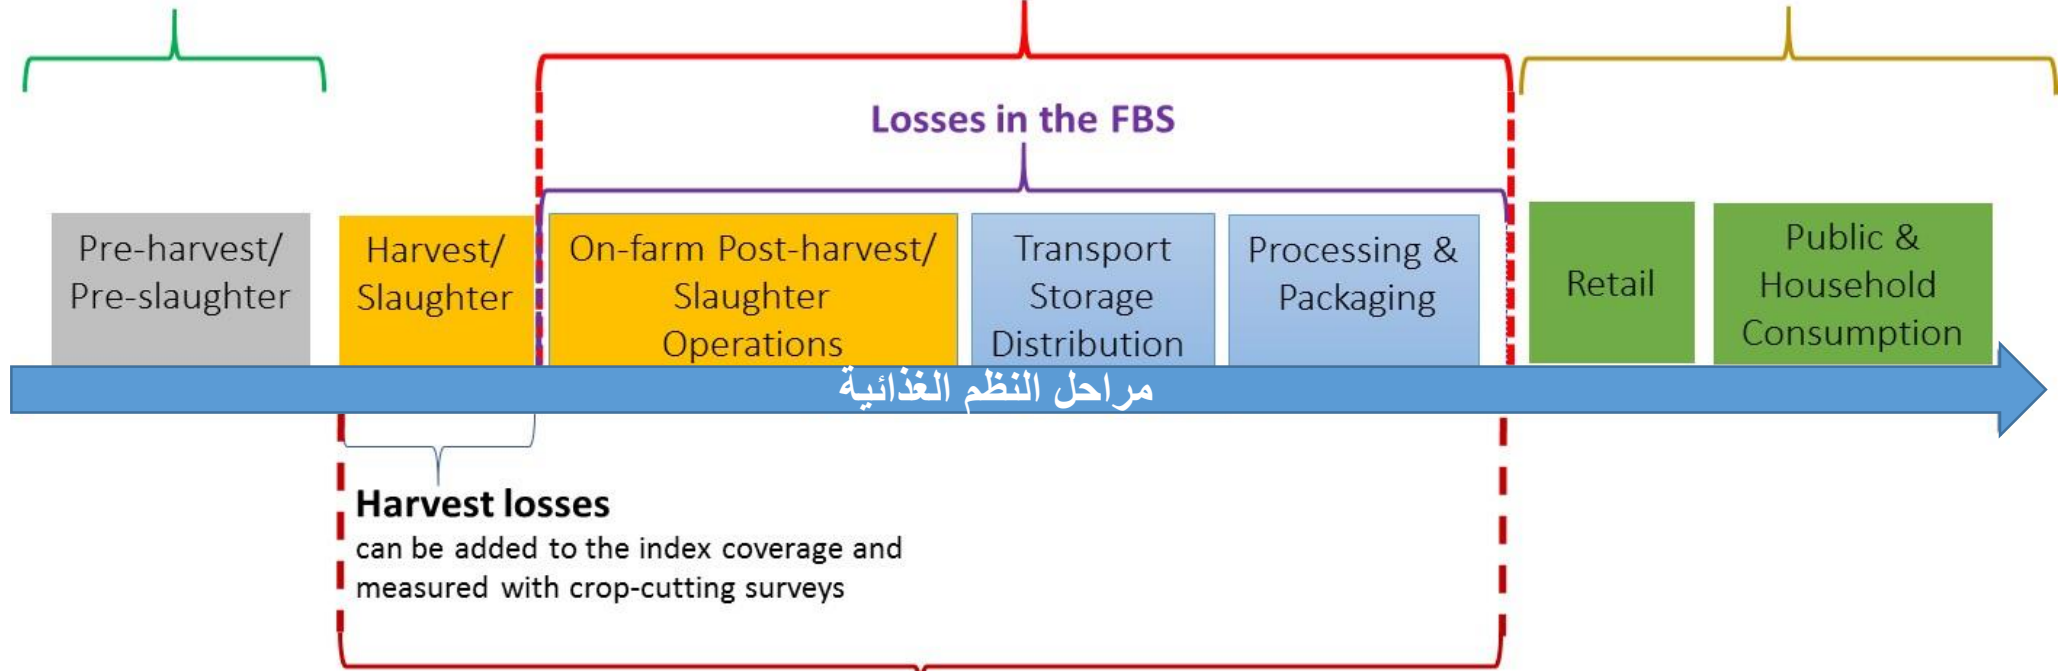 Losses in the FBS
Pre-harvest/
Pre-slaughter
Harvest/
Slaughter
On-farm Post-harvest/
Slaughter
Operations
Transport
Storage
Distribution
Processing &
Packaging
Retail
Public &
Household
Consumption
مراحل النظم الغذائية
Harvest losses
can be added to the index coverage and
measured with crop-cutting surveys